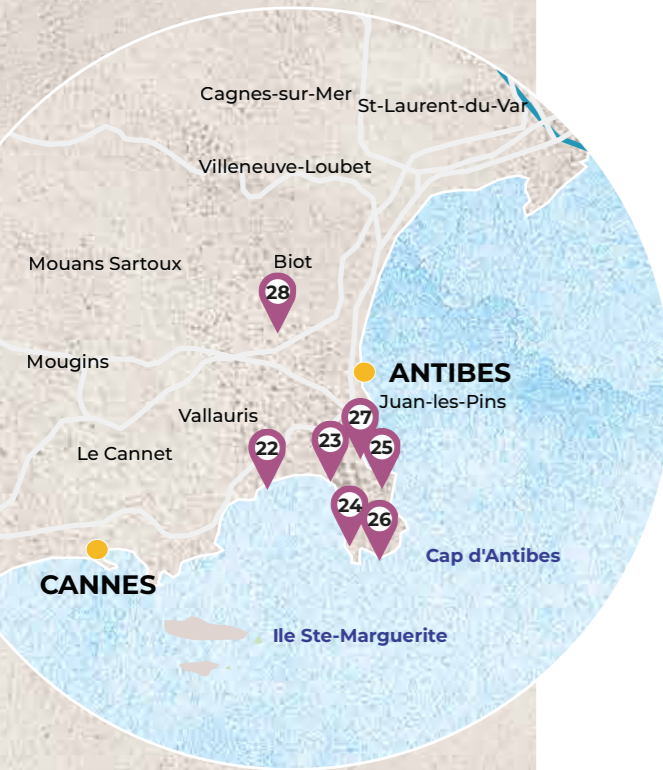 Cagnes-sur-Mer
St-Laurent-du-Var
Villeneuve-Loubet
Mouans Sartoux
Biot
28
Mougins
ANTIBES
Juan-les-Pins
Vallauris
27
23
25
22
Le Cannet
24
26
CANNES
Cap d'Antibes
Ile Ste-Marguerite